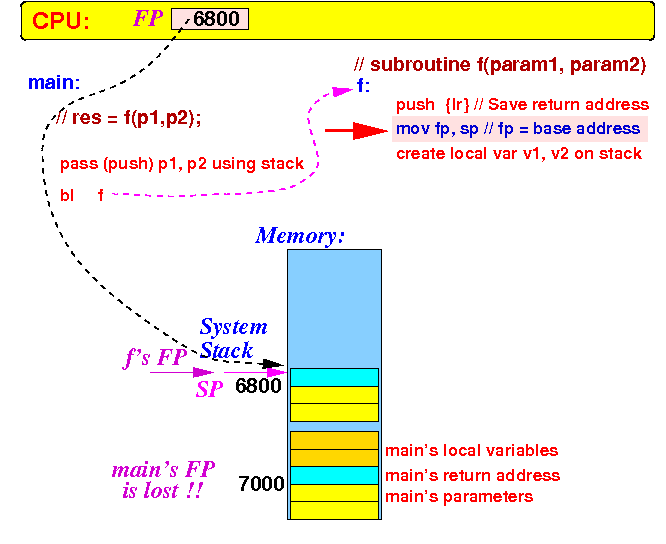 CPU: FP 6800
// subroutine f(param1, param2)
main:
f:
push {lr} // Save return address
// res = f(p1,p2);
mov fp, sp // fp = base address
create local var v1, v2 on stack
pass (push) p1, p2 using stack
bl f
Memory:
System
Stack
f's FP
SP
6800
main's local variables
main's FP
is lost !!
7000
main's return address
main's parameters